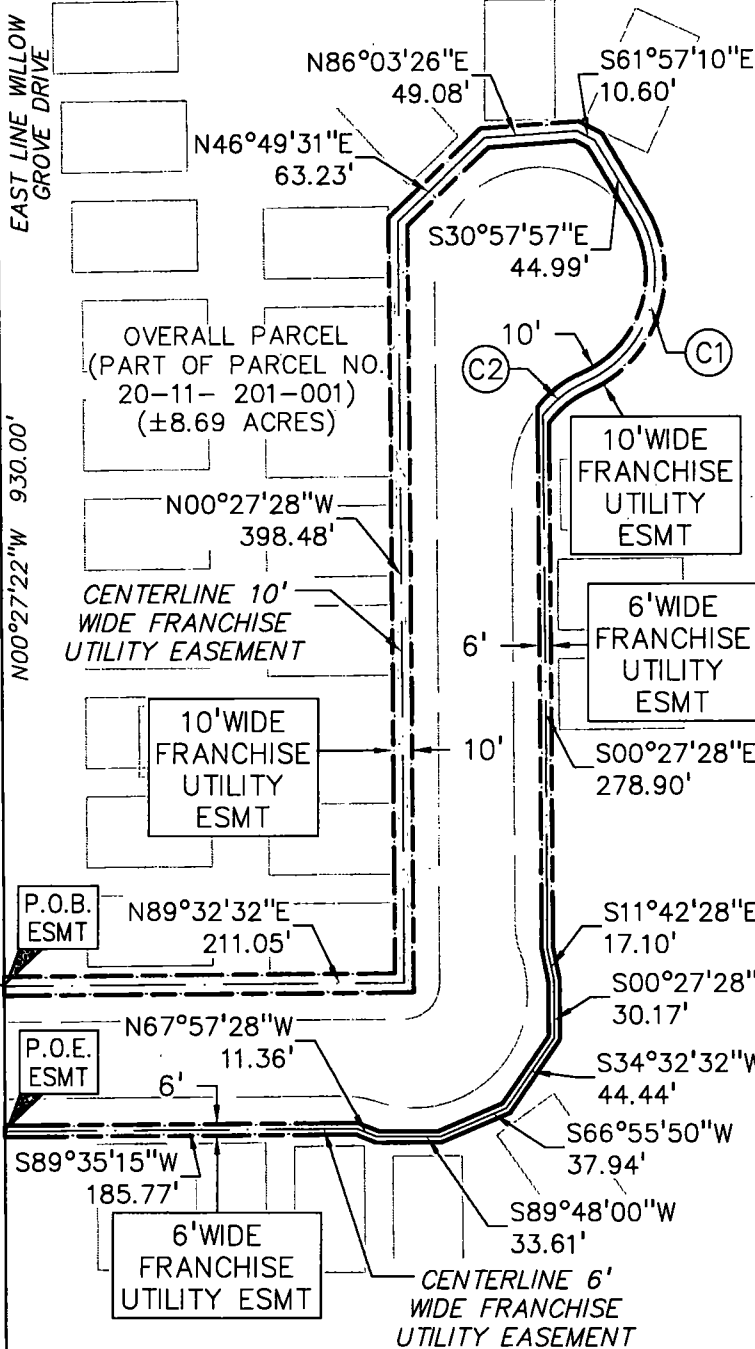 EAST LINE WILLOW
GROVE DRIVE
N86°03'26"E
49.08'
S61°57'10"E
10.60'
N46°49'31"E
63.23'
S30°57'57"E
44.99'
OVERALL PARCEL
(PART OF PARCEL NO.
20-11- 201-001)
(±8.69 ACRES)
10'
C1
C2
10'WIDE
FRANCHISE
UTILITY
ESMT
N00°27'22"W 930.00'
N00°27'28"W
398.48'
CENTERLINE 10'
WIDE FRANCHISE
UTILITY EASEMENT
6'
6'WIDE
FRANCHISE
UTILITY
ESMT
10'WIDE
FRANCHISE
UTILITY
ESMT
10'
S00°27'28"E
278.90'
P.O.B.
ESMT
N89°32'32"E
211.05'
S11°42'28"E
17.10'
S00°27'28"
30.17'
N67°57'28"W
11.36'
P.O.E.
ESMT
6'
S34°32'32"W
44.44'
S66°55'50"W
37.94'
S89°35'15"W
185.77'
S89°48'00"W
33.61'
6'WIDE
FRANCHISE
UTILITY ESMT
CENTERLINE 6'
WIDE FRANCHISE
UTILITY EASEMENT